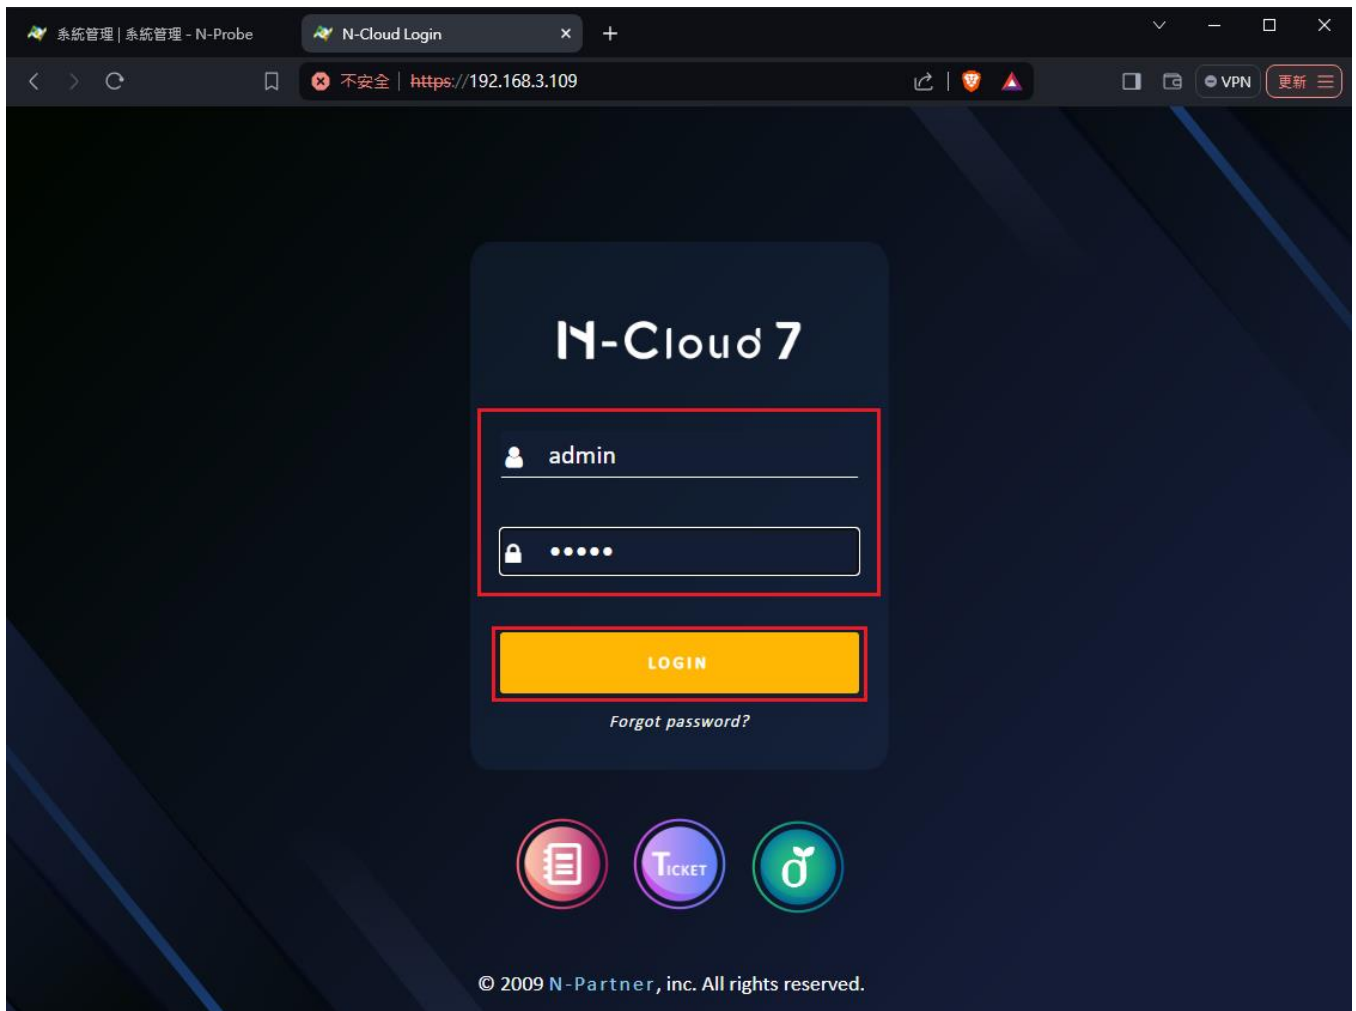 系統管理 | 系統管理 - N-Probe
N-Cloud Login
不安全 | https://192.168.3.109
VPN
更新
N-Cloud 7
admin
•••••
LOGIN
Forgot password?
TICKET
© 2009 N-Partner, inc. All rights reserved.